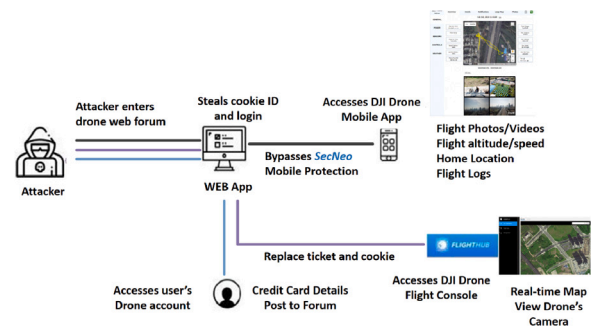 Attacker enters
drone web forum
Attacker
Steals cookie ID
and login
WEB App
Bypasses SecNeo
Mobile Protection
Accesses DJI Drone
Mobile App
Flight Photos/Videos
Flight altitude/speed
Home Location
Flight Logs
Replace ticket and cookie
FLIGHTHUB
Accesses DJI Drone
Flight Console
Real-time Map
View Drone's
Camera
Accesses user's
Drone account
Credit Card Details
Post to Forum